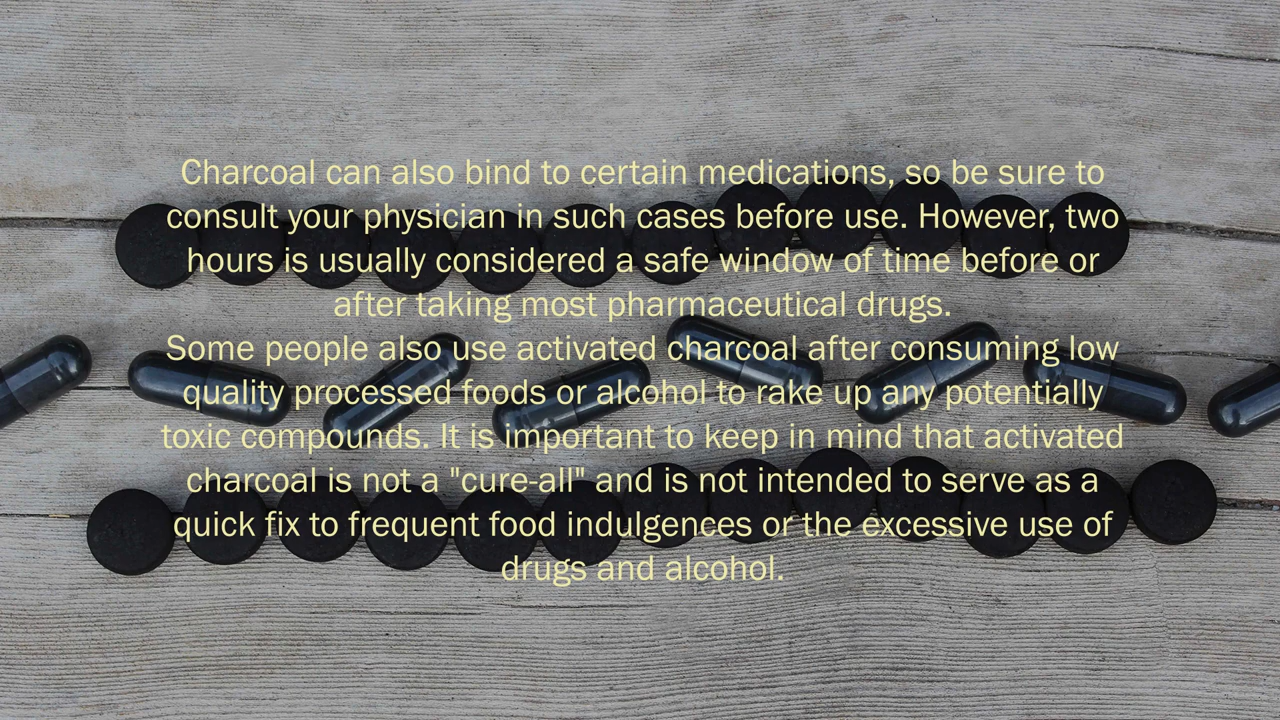 Charcoal can also bind to certain medications, so be sure to
consult your physician in such cases before use. However, two
hours is usually considered a safe window of time before or
after taking most pharmaceutical drugs.
Some people also use activated charcoal after consuming low
quality processed foods or alcohol to rake up any potentially
toxic compounds. It is important to keep in mind that activated
charcoal is not a "cure-all" and is not intended to serve as a
quick fix to frequent food indulgences or the excessive use of
drugs and alcohol.